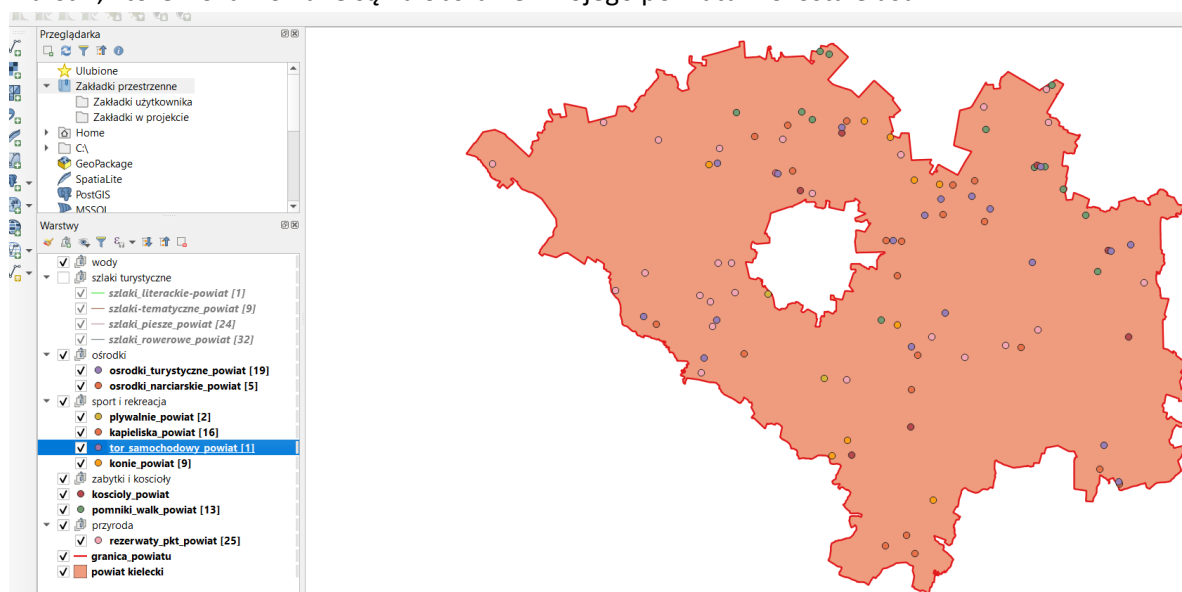 Przeglądarka
Ulubione
Zakładki przestrzenne
Zakładki użytkownika
Zakładki w projekcie
Home
C:\
GeoPackage
SpatiaLite
PostGIS
MSSQL
Warstwy
wody
szlaki turystyczne
szlaki_literackie-powiat [1]
szlaki-tematyczne_powiat [9]
szlaki_piesze_powiat [24]
szlaki_rowerowe_powiat [32]
ośrodki
osrodki_turystyczne_powiat [19]
osrodki_narciarskie_powiat [5]
sport i rekreacja
plywalnie_powiat [2]
kapieliska_powiat [16]
tor_samochodowy_powiat [1]
konie_powiat [9]
zabytki i koscioły
koscioly_powiat
pomniki_walk_powiat [13]
przyroda
rezerwaty_pkt_powiat [25]
granica_powiatu
powiat kielecki